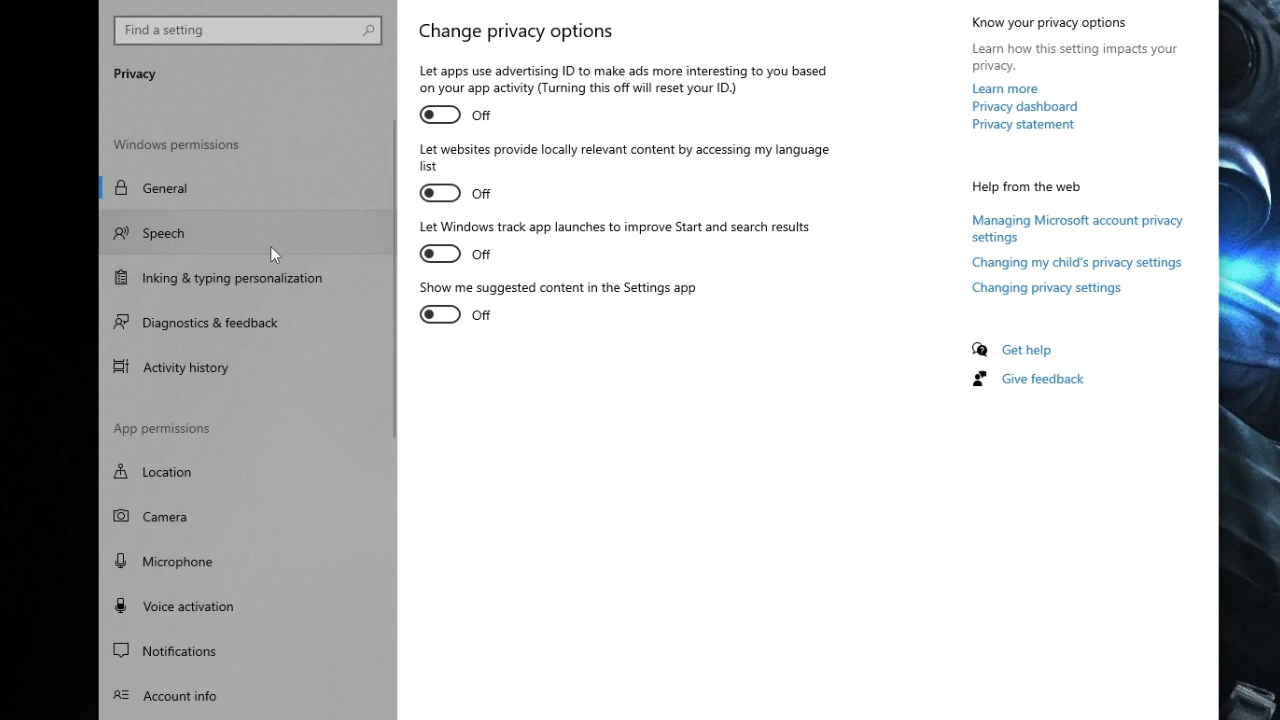 Find a setting
Privacy
Windows permissions
General
Speech
Inking & typing personalization
Diagnostics & feedback
Activity history
App permissions
Location
Camera
Microphone
Voice activation
Notifications
Account info
Change privacy options
Let apps use advertising ID to make ads more interesting to you based
on your app activity (Turning this off will reset your ID.)
Off
Let websites provide locally relevant content by accessing my language
list
Off
Let Windows track app launches to improve Start and search results
Off
Show me suggested content in the Settings app
Off
Know your privacy options
Learn how this setting impacts your
privacy.
Learn more
Privacy dashboard
Privacy statement
Help from the web
Managing Microsoft account privacy
settings
Changing my child's privacy settings
Changing privacy settings
Get help
Give feedback